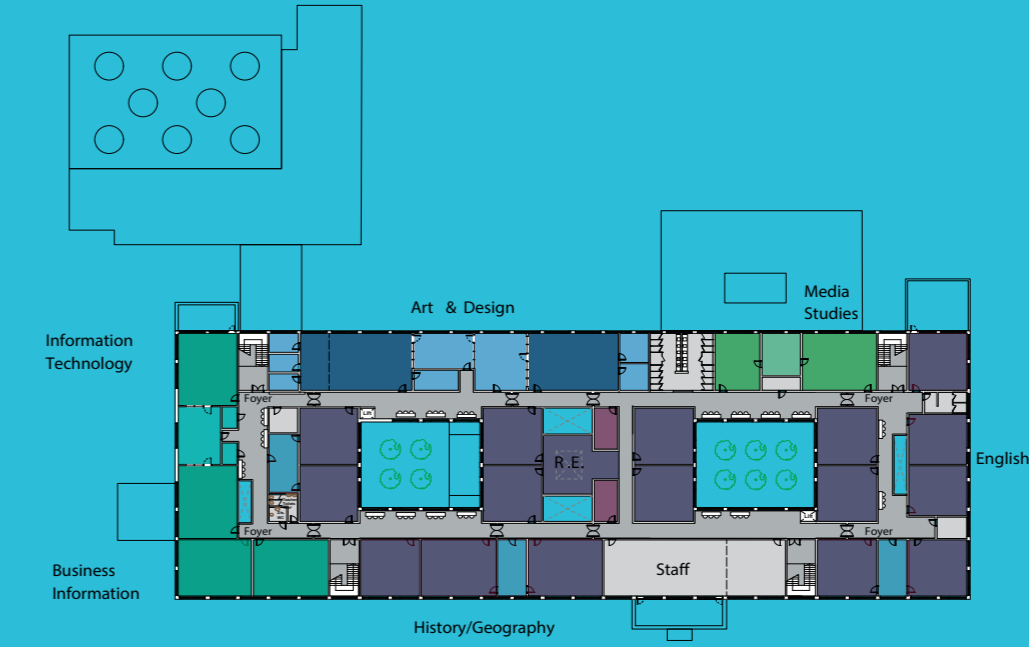 Art & Design
Media
Studies
Information
Technology
Foyer
Foyer
Lift
R.E.
English
Lift
Foyer
Foyer
Business
Information
Staff
History/Geography